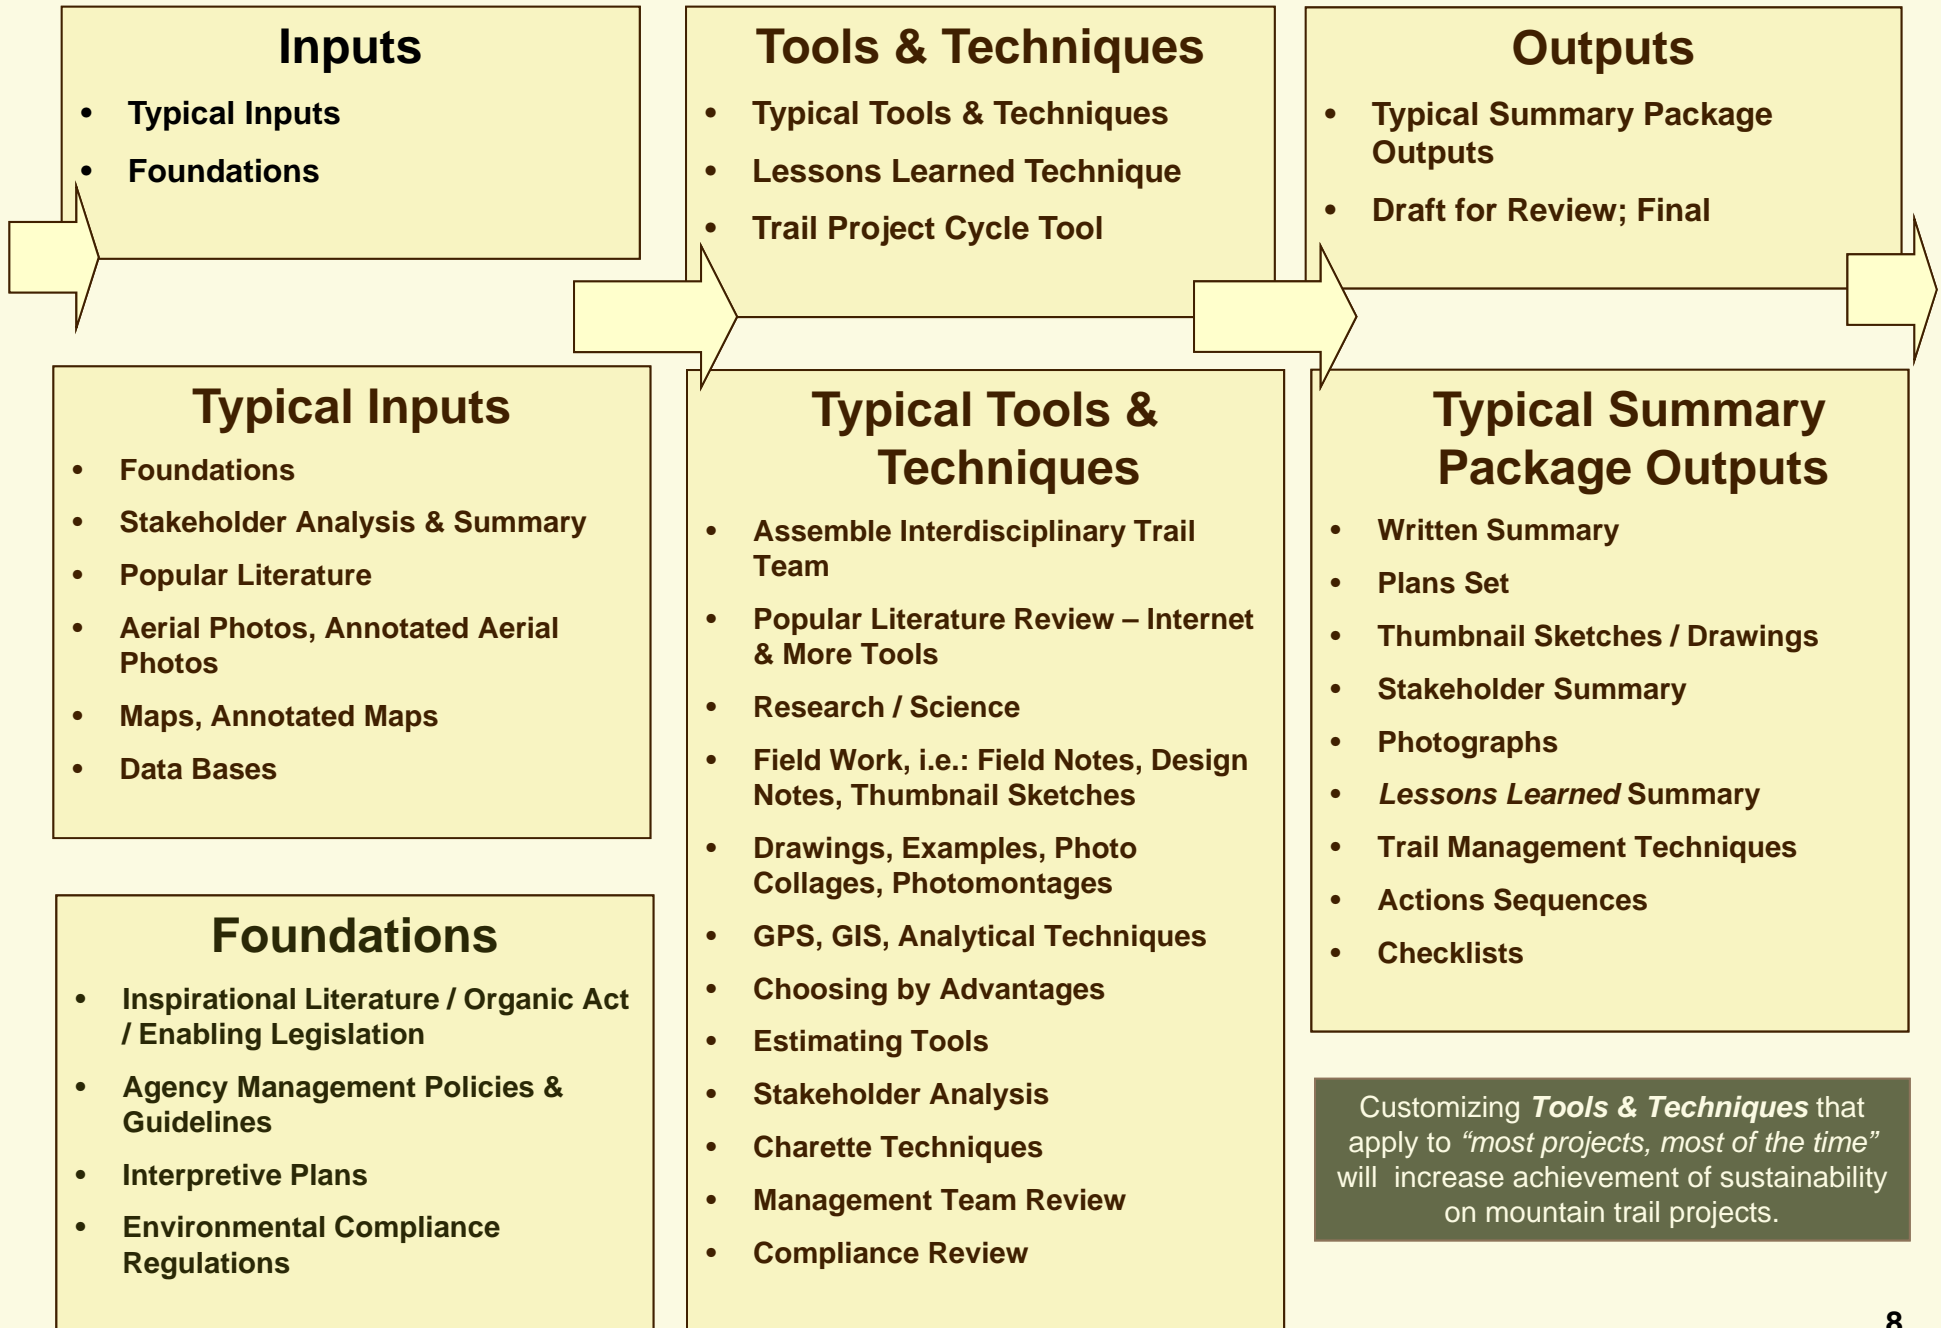 Inputs
• Typical Inputs
• Foundations
Tools & Techniques
• Typical Tools & Techniques
• Lessons Learned Technique
• Trail Project Cycle Tool
Outputs
• Typical Summary Package
Outputs
• Draft for Review; Final
Typical Inputs
• Foundations
• Stakeholder Analysis & Summary
• Popular Literature
• Aerial Photos, Annotated Aerial
Photos
• Maps, Annotated Maps
• Data Bases
Foundations
• Inspirational Literature / Organic Act
/ Enabling Legislation
• Agency Management Policies &
Guidelines
• Interpretive Plans
• Environmental Compliance
Regulations
Typical Tools &
Techniques
• Assemble Interdisciplinary Trail
Team
• Popular Literature Review – Internet
& More Tools
• Research / Science
• Field Work, i.e.: Field Notes, Design
Notes, Thumbnail Sketches
• Drawings, Examples, Photo
Collages, Photomontages
• GPS, GIS, Analytical Techniques
• Choosing by Advantages
• Estimating Tools
• Stakeholder Analysis
• Charette Techniques
• Management Team Review
• Compliance Review
Typical Summary
Package Outputs
• Written Summary
• Plans Set
• Thumbnail Sketches / Drawings
• Stakeholder Summary
• Photographs
• Lessons Learned Summary
• Trail Management Techniques
• Actions Sequences
• Checklists
Customizing Tools & Techniques that
apply to “most projects, most of the time”
will increase achievement of sustainability
on mountain trail projects.
8